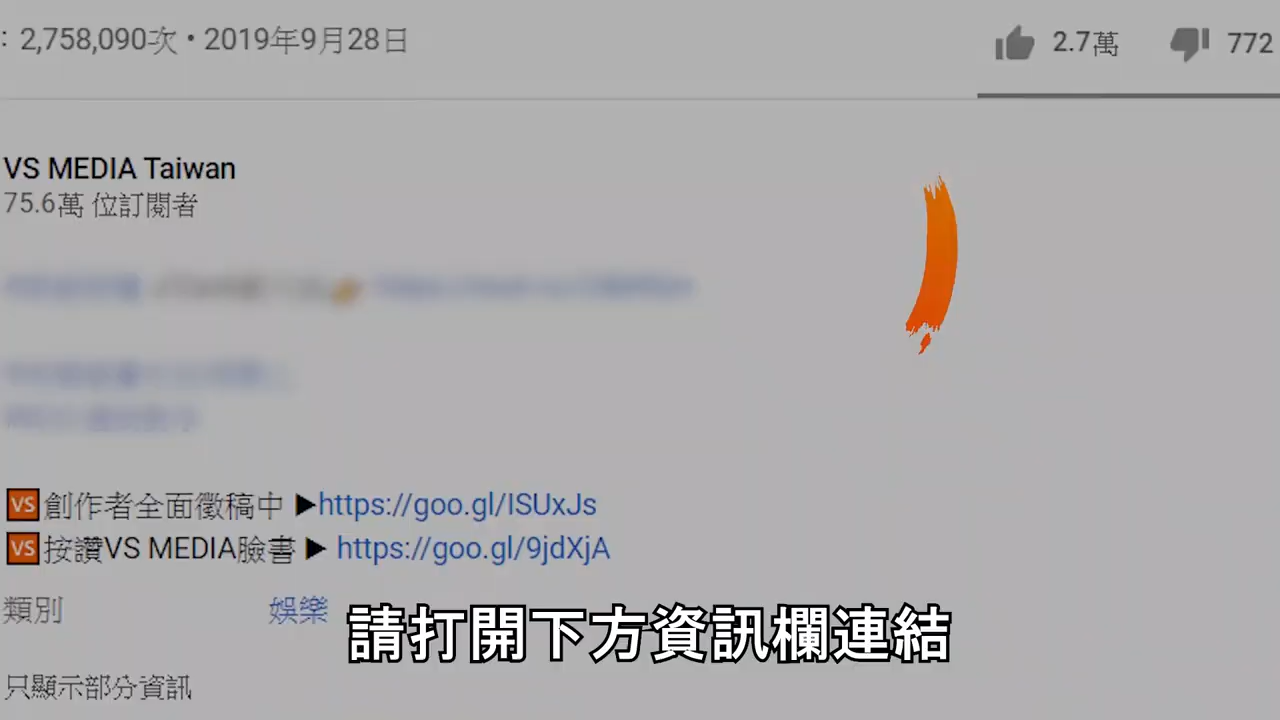 : 2,758,090次 • 2019年9月28日
2.7萬
772
VS MEDIA Taiwan
75.6萬 位訂閱者
VS創作者全面徵稿中 ▶https://goo.gl/ISUxJs
VS按讚VS MEDIA臉書 ▶ https://goo.gl/9jdXjA
類別 娛樂
請打開下方資訊欄連結
只顯示部分資訊